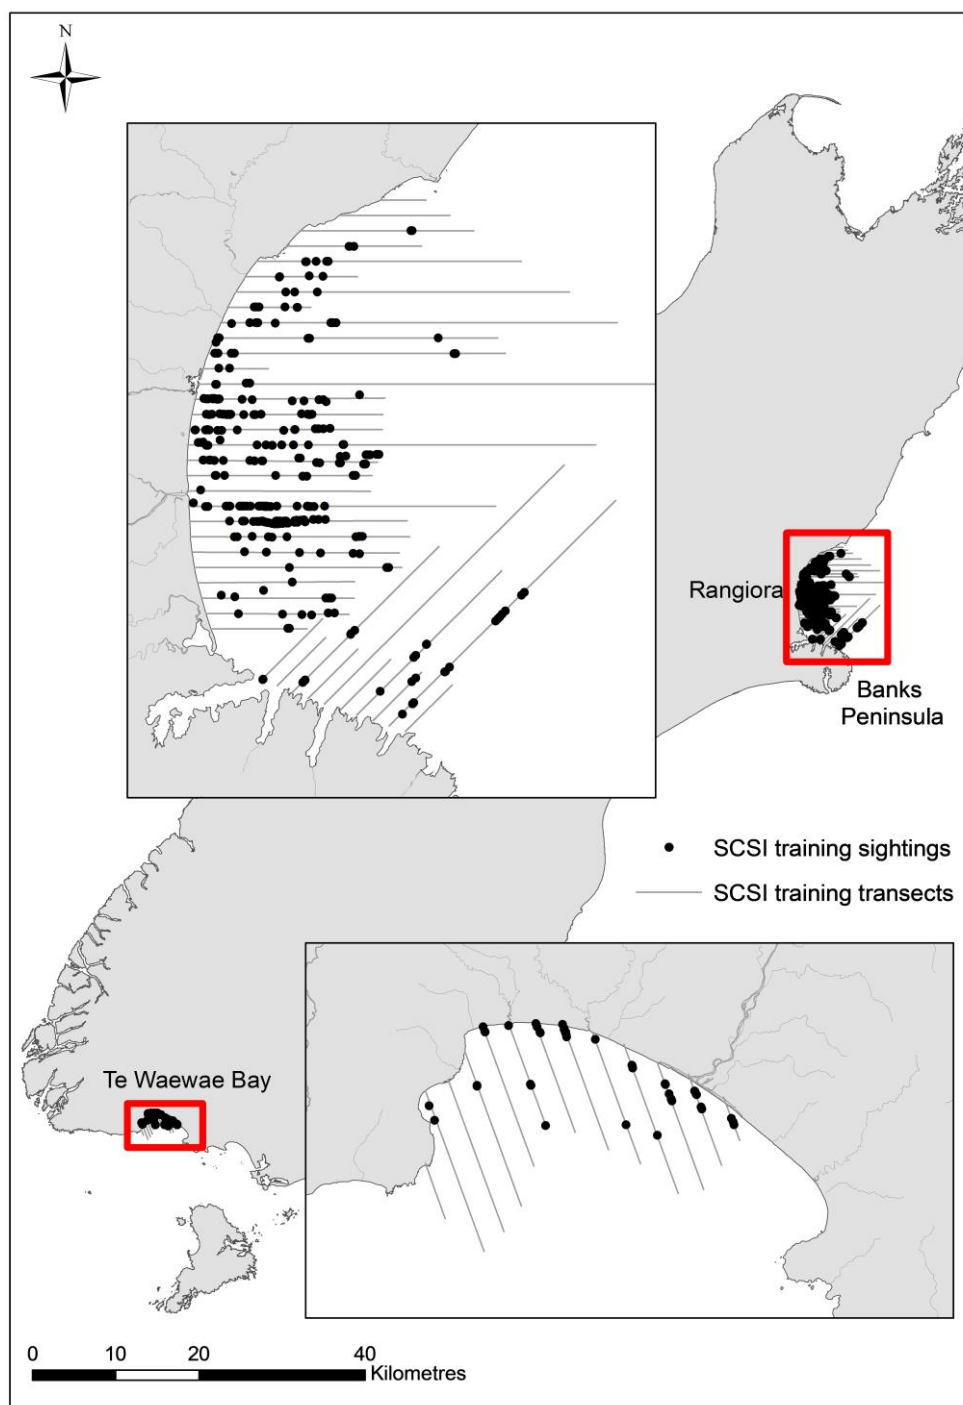 N
Rangiora
Banks
Peninsula
SCSI training sightings
SCSI training transects
Te Waewae Bay
0 10 20 40
Kilometres